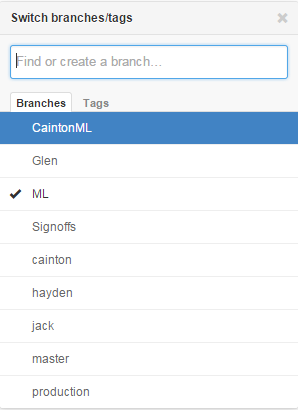 Switch branches/tags
Find or create a branch...
Branches Tags
CaintonML
Glen
ML
Signoffs
cainton
hayden
jack
master
production